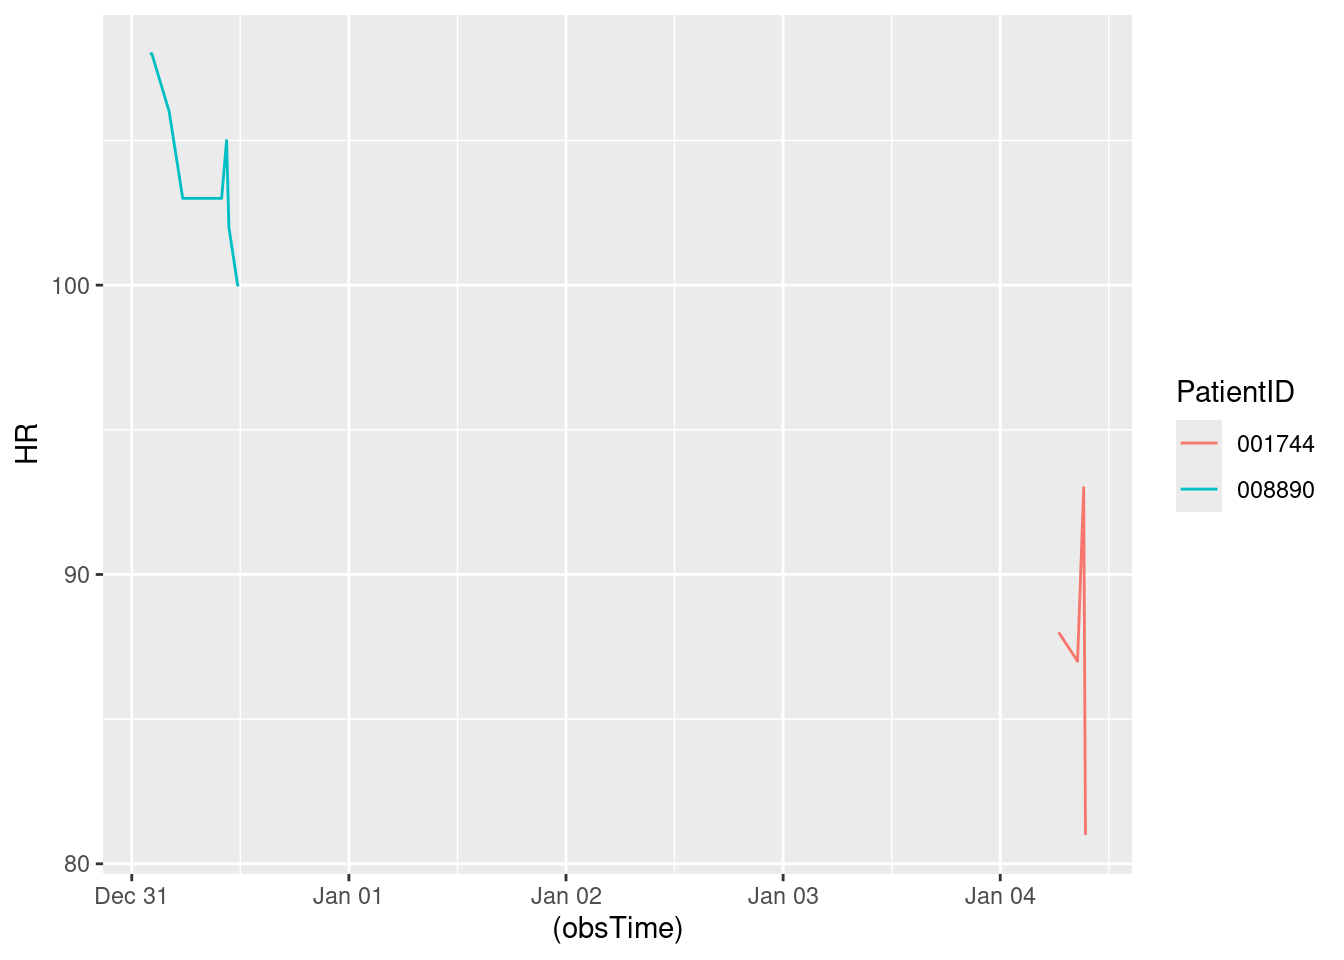 100
90
80
HR
Dec 31
Jan 01
Jan 02
Jan 03
Jan 04
(obsTime)
PatientID
001744
008890